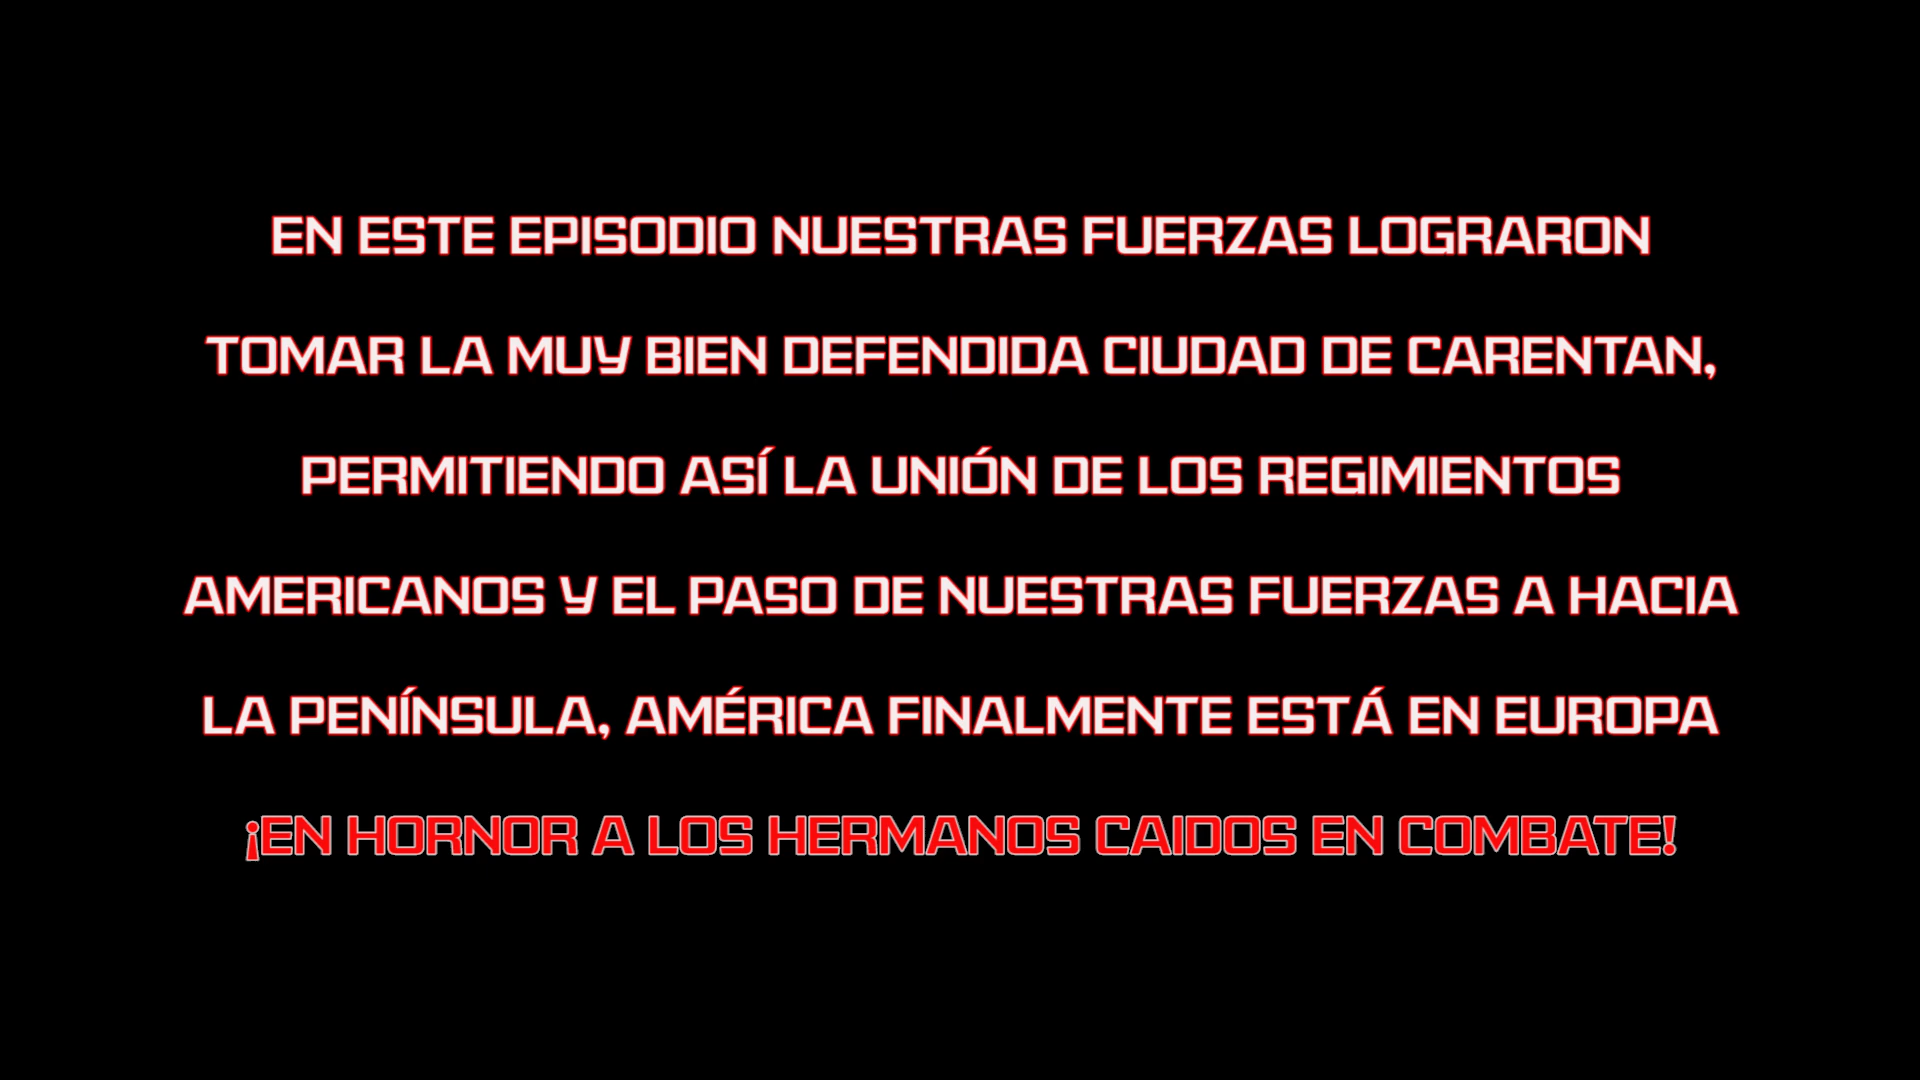 EN ESTE EPISODIO NUESTRAS FUERZAS LOGRARON
TOMAR LA MUY BIEN DEFENDIDA CIUDAD DE CARENTAN,
PERMITIENDO ASÍ LA UNIÓN DE LOS REGIMIENTOS
AMERICANOS Y EL PASO DE NUESTRAS FUERZAS A HACIA
LA PENÍNSULA, AMÉRICA FINALMENTE ESTÁ EN EUROPA
¡EN HORNOR A LOS HERMANOS CAIDOS EN COMBATE!